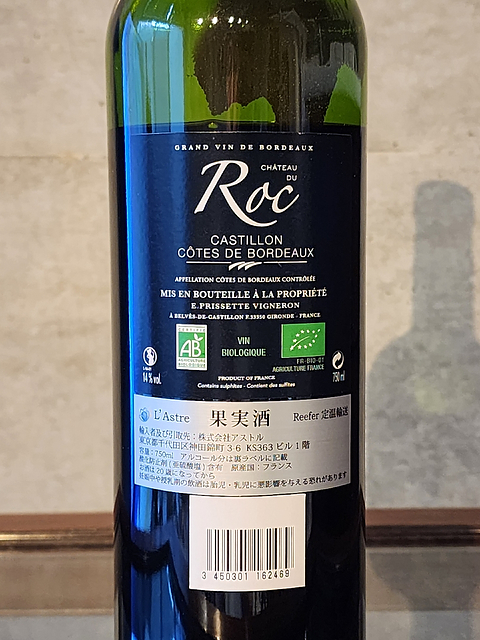 GRAND VIN DE BORDEAUX
CHÂTEAU
DU
Roc
CASTILLON
CÔTES DE BORDEAUX
APPELLATION CÔTES DE BORDEAUX CONTRÔLÉE
MIS EN BOUTEILLE À LA PROPRIÉTÉ
E.PRISSETTE VIGNERON
À BELVÈS-DE-CASTILLON F.33350 GIRONDE - FRANCE
CERTIFIÉ
AB
AGRICULTURE
BIOLOGIQUE
VIN
BIOLOGIQUE
FR-BIO-01
AGRICULTURE FRANCE
14 % vol.
PRODUCT OF FRANCE
750 ml
Contains sulphites - Contient des sulfites
L'Astre 果実酒 Reefer 定温輸送
輸入者及び引取先：株式会社アストル
東京都千代田区神田錦町 3-6 KS363 ビル 1 階
容量：750ml アルコール分は裏ラベルに記載
酸化防止剤 (亜硫酸塩) 含有 原産国：フランス
お酒は 20 歳になってから
妊娠中や授乳期の飲酒は胎児・乳児に悪影響を与える恐れがあります
3 450301 162469